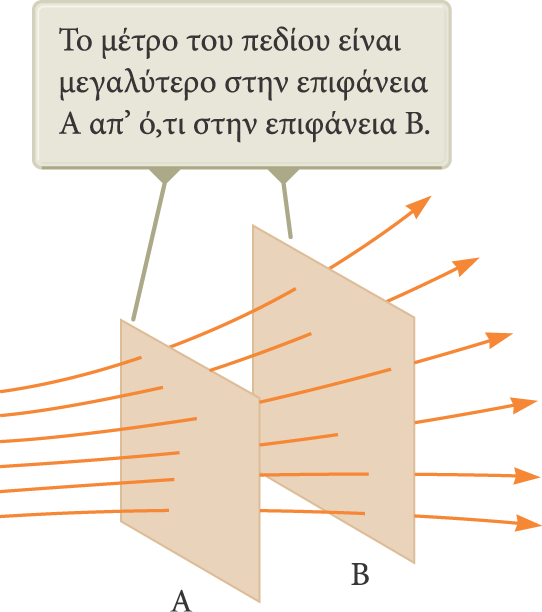 Το μέτρο του πεδίου είναι
μεγαλύτερο στην επιφάνεια
Α απ’ ό,τι στην επιφάνεια Β.
Α
Β